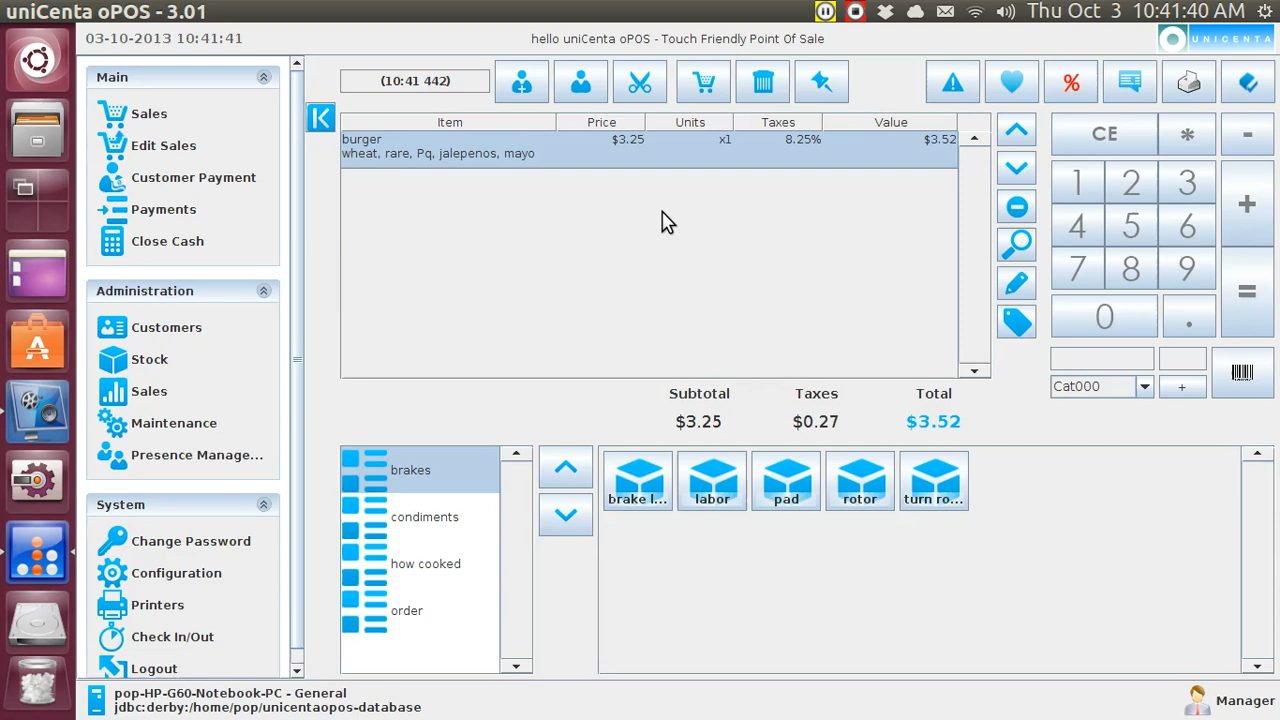 uniCenta oPOS - 3.01
Thu Oct 3 10:41:40 AM
03-10-2013 10:41:41
hello uniCenta oPOS - Touch Friendly Point Of Sale
UNICENTA
Main
Sales
Edit Sales
Customer Payment
Payments
Close Cash
Administration
Customers
Stock
Sales
Maintenance
Presence Manage...
System
Change Password
Configuration
Printers
Check In/Out
Logout
(10:41 442)
%
Item Price Units Taxes Value
burger $3.25 x1 8.25% $3.52
wheat, rare, Pq, jalepenos, mayo
Subtotal Taxes Total
$3.25 $0.27 $3.52
CE * -
1 2 3 +
4 5 6
7 8 9 =
0 .
Cat000 +
brakes
condiments
how cooked
order
brake l... labor pad rotor turn ro...
pop-HP-G60-Notebook-PC - General
jdbc:derby:/home/pop/unicentaopos-database
Manager